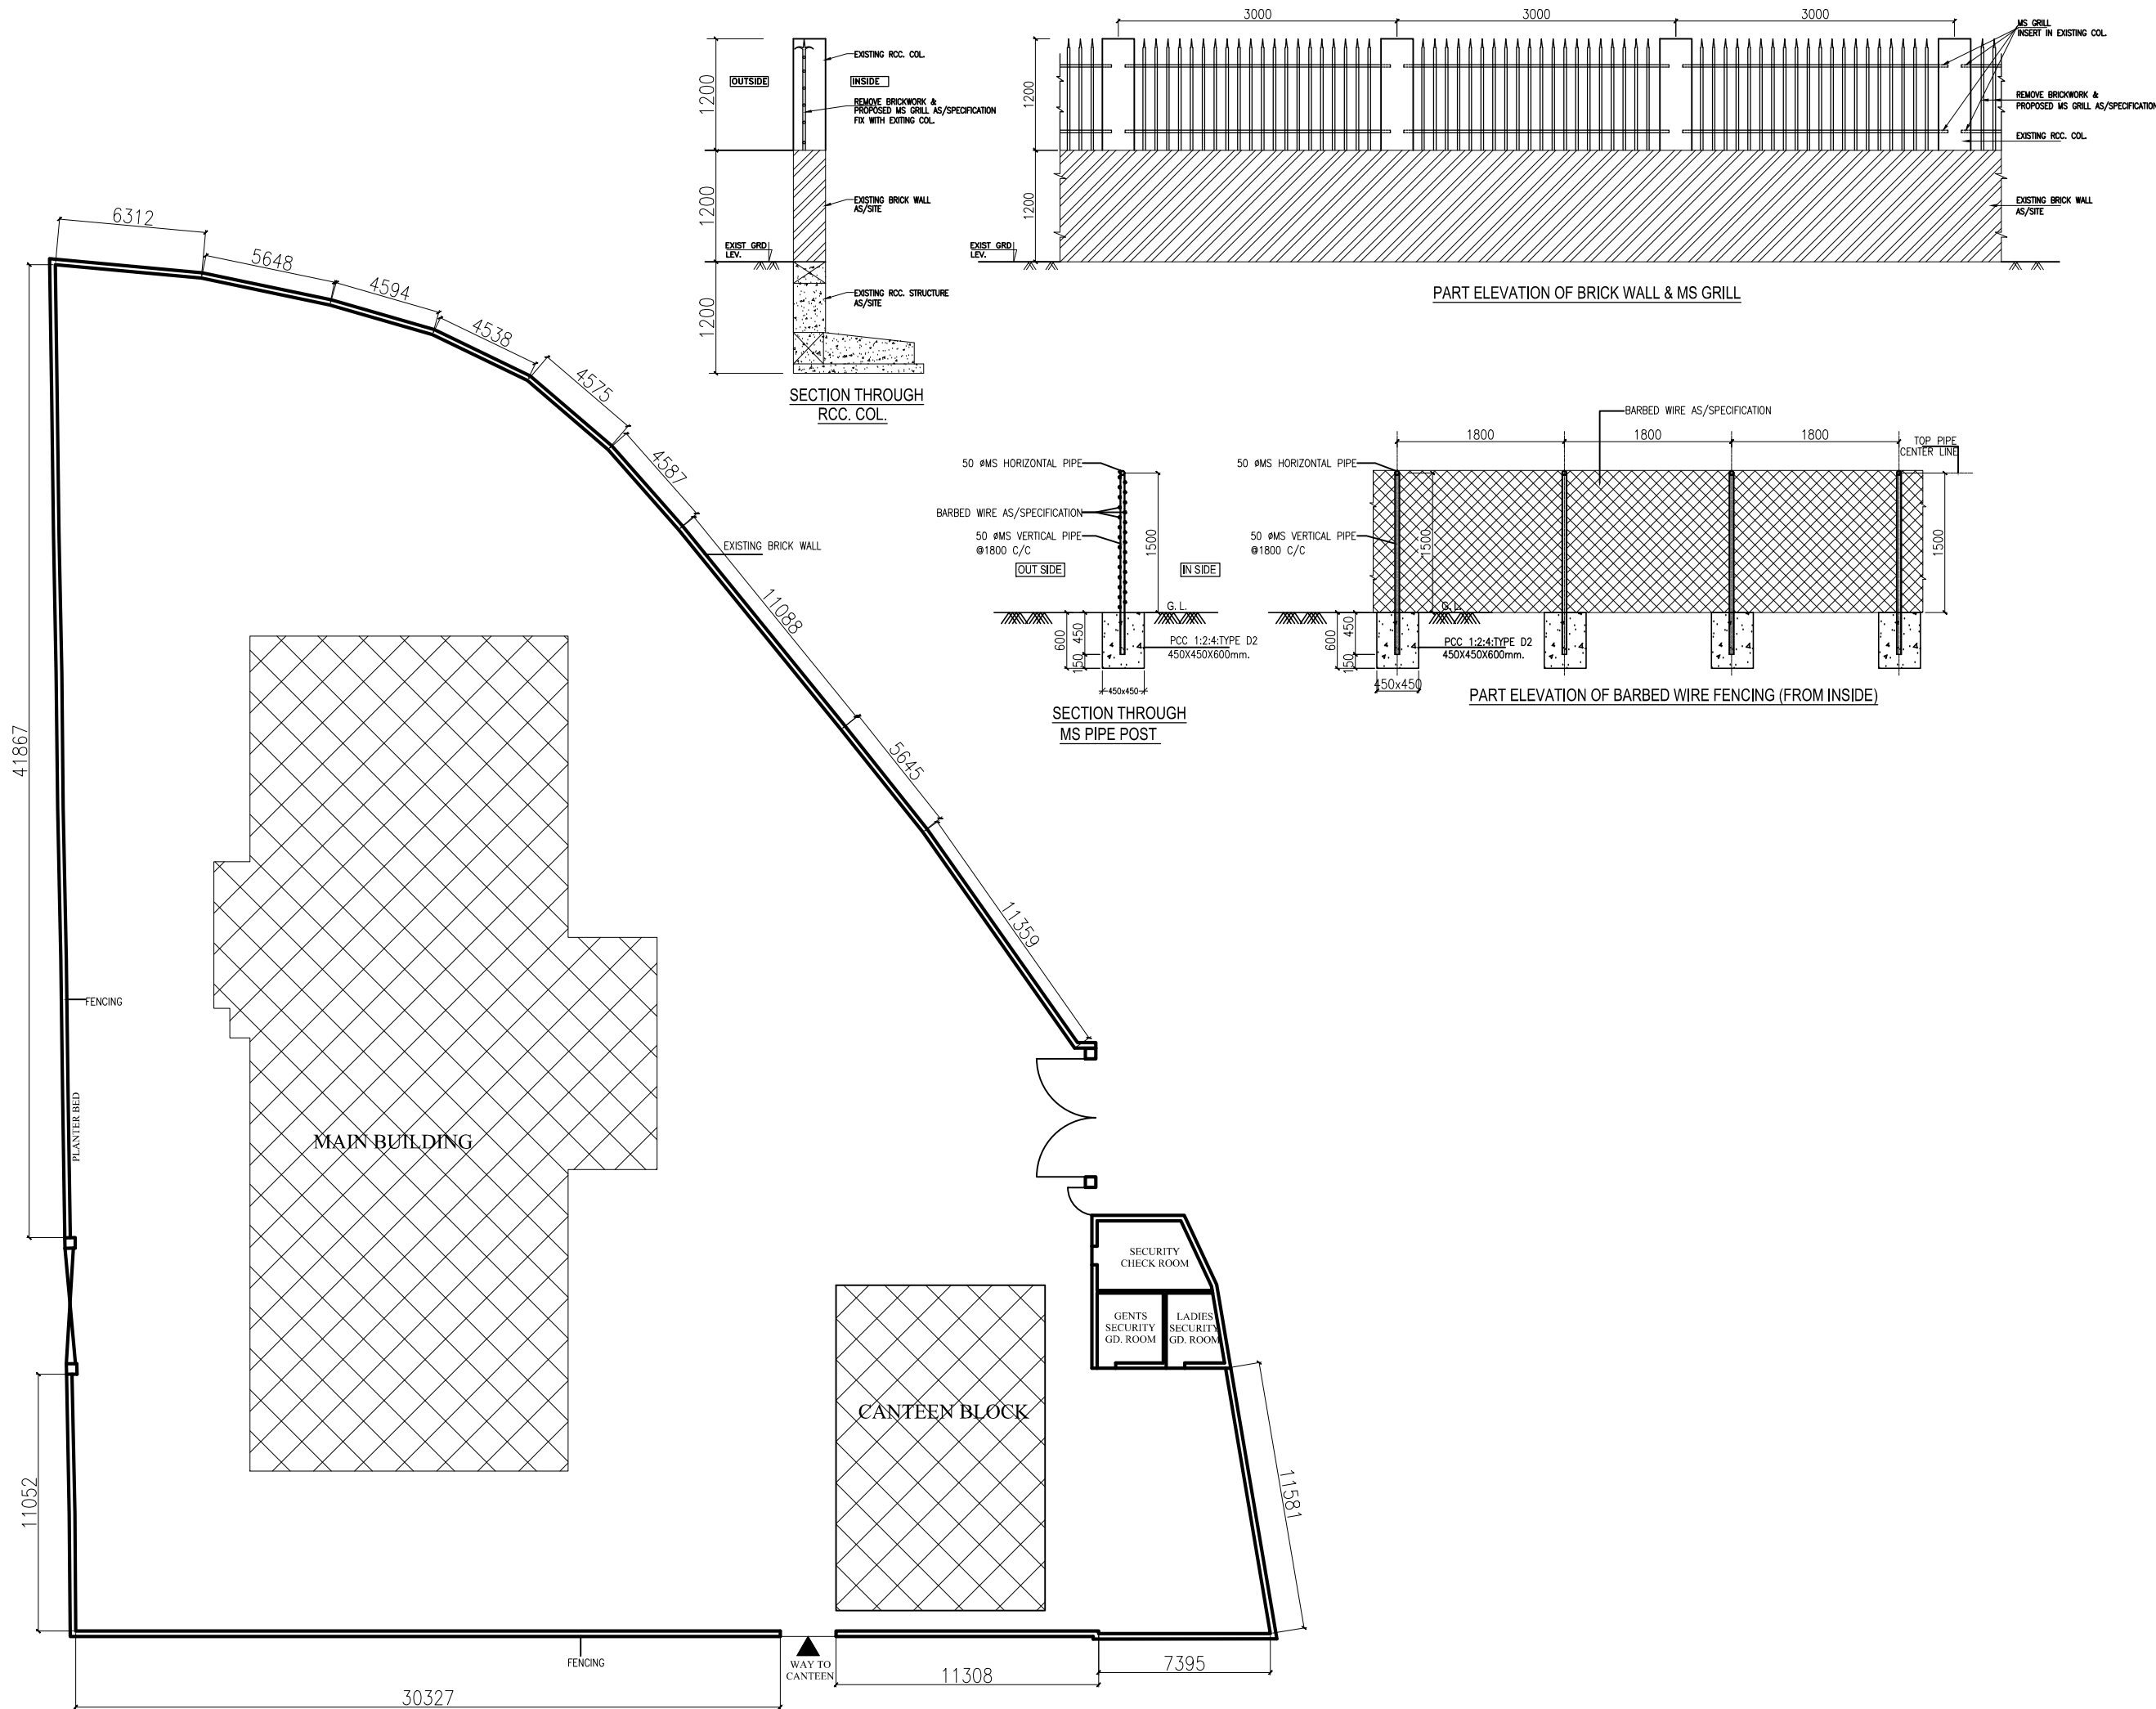 3000
3000
3000
MS GRILL
INSERT IN EXISTING COL.
1200
OUTSIDE
INSIDE
EXISTING RCC. COL.
REMOVE BRICKWORK &
PROPOSED MS GRILL AS/SPECIFICATION
FIX WITH EXITING COL.
1200
REMOVE BRICKWORK &
PROPOSED MS GRILL AS/SPECIFICATION
EXISTING RCC. COL.
1200
EXISTING BRICK WALL
AS/SITE
1200
EXISTING BRICK WALL
AS/SITE
EXIST GRD
LEV.
EXIST GRD
LEV.
1200
EXISTING RCC. STRUCTURE
AS/SITE
PART ELEVATION OF BRICK WALL & MS GRILL
SECTION THROUGH
RCC. COL.
6312
5648
4594
4538
4575
4587
EXISTING BRICK WALL
11088
5645
11359
41867
FENCING
PLANTER BED
MAIN BUILDING
50 ØMS HORIZONTAL PIPE
BARBED WIRE AS/SPECIFICATION
50 ØMS VERTICAL PIPE
@1800 C/C
OUT SIDE
IN SIDE
1500
G.L.
600
450
150
PCC 1:2:4:TYPE D2
450X450X600mm.
450x450
SECTION THROUGH
MS PIPE POST
BARBED WIRE AS/SPECIFICATION
1800
1800
1800
TOP PIPE
CENTER LINE
50 ØMS HORIZONTAL PIPE
50 ØMS VERTICAL PIPE
@1800 C/C
1500
1500
G.L.
600
450
150
PCC 1:2:4:TYPE D2
450X450X600mm.
450x450
PART ELEVATION OF BARBED WIRE FENCING (FROM INSIDE)
SECURITY
CHECK ROOM
GENTS
SECURITY
GD. ROOM
LADIES
SECURITY
GD. ROOM
CANTEEN BLOCK
11052
11581
FENCING
WAY TO
CANTEEN
30327
11308
7395